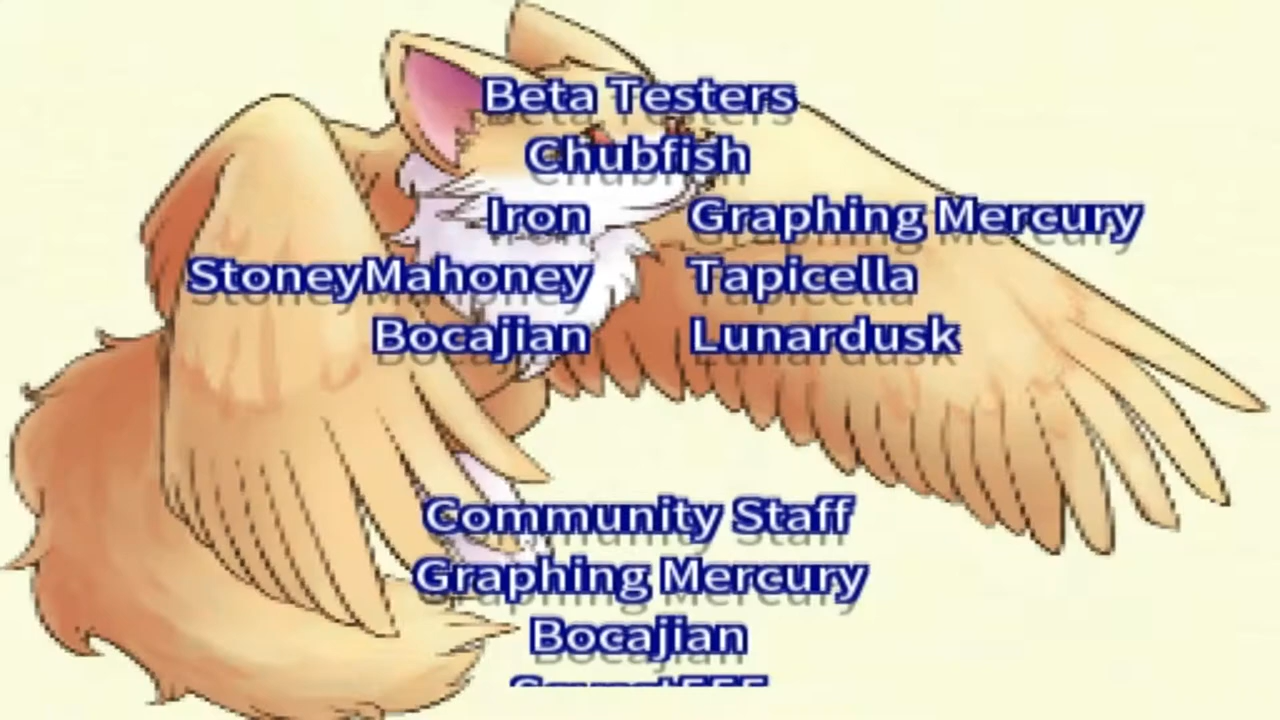 Beta Testers
Chubfish
Iron Graphing Mercury
StoneyMahoney Tapicella
Bocajian Lunardusk
Community Staff
Graphing Mercury
Bocajian